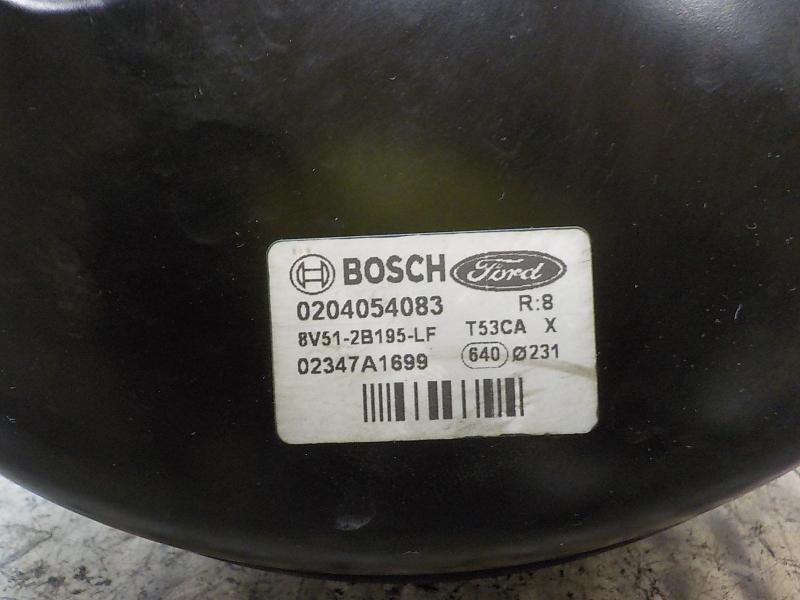 BOSCH Ford
0204054083 R:8
8V51-2B195-LF T53CA X
02347A1699 640 Ø231